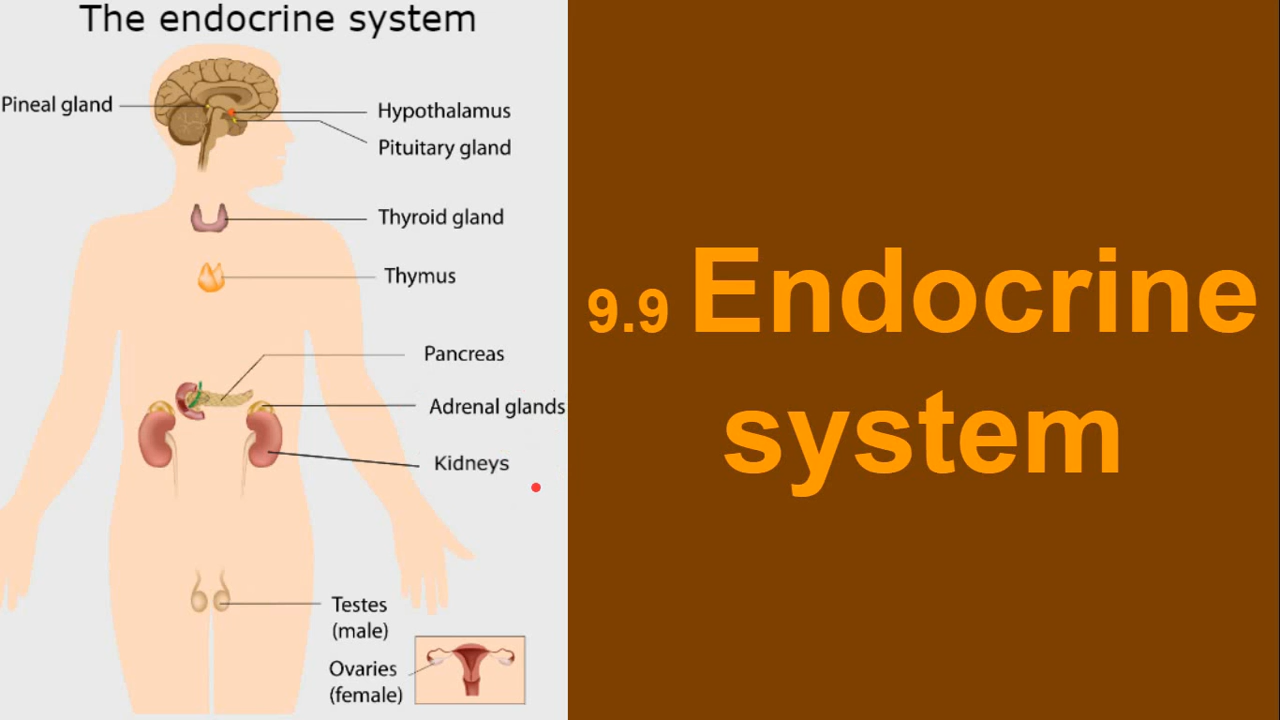 The endocrine system
Pineal gland
Hypothalamus
Pituitary gland
Thyroid gland
Thymus
Pancreas
Adrenal glands
Kidneys
Testes
(male)
Ovaries
(female)
9.9 Endocrine
system